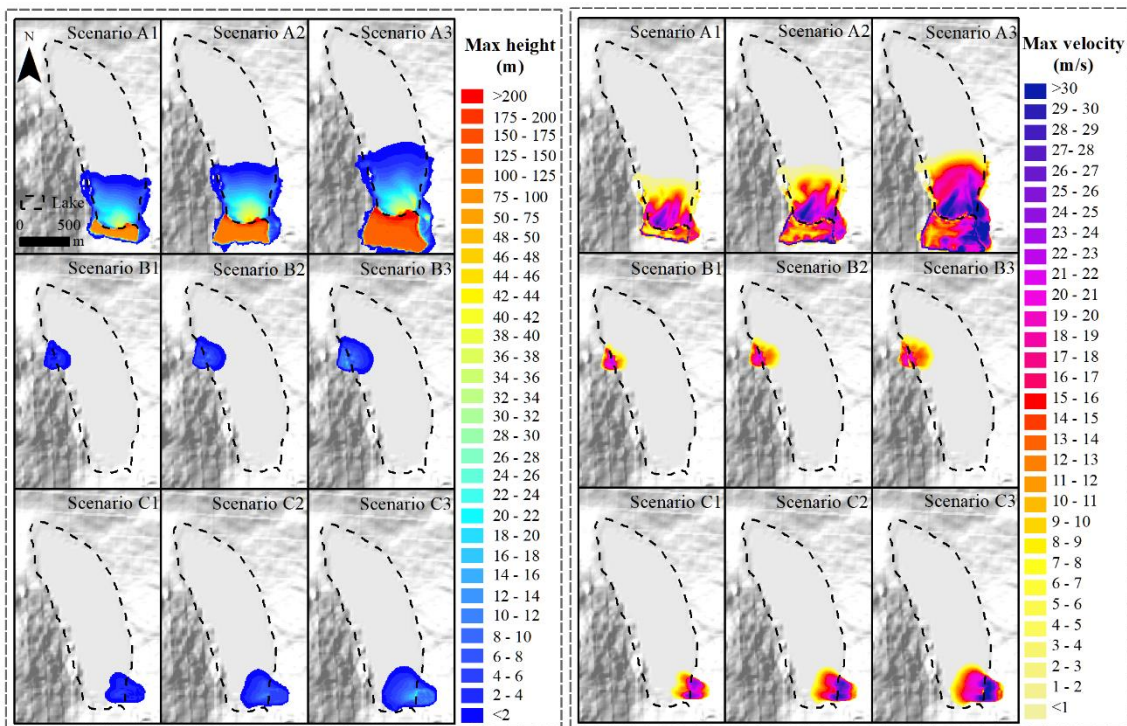 Scenario A1
Scenario A2
Scenario A3
N
Lake
0 500
m
Scenario B1
Scenario B2
Scenario B3
Scenario C1
Scenario C2
Scenario C3
Max height
(m)
>200
175 - 200
150 - 175
125 - 150
100 - 125
75 - 100
50 - 75
48 - 50
46 - 48
44 - 46
42 - 44
40 - 42
38 - 40
36 - 38
34 - 36
32 - 34
30 - 32
28 - 30
26 - 28
24 - 26
22 - 24
20 - 22
18 - 20
16 - 18
14 - 16
12 - 14
10 - 12
8 - 10
6 - 8
4 - 6
2 - 4
<2
Scenario A1
Scenario A2
Scenario A3
Scenario B1
Scenario B2
Scenario B3
Scenario C1
Scenario C2
Scenario C3
Max velocity
(m/s)
>30
29 - 30
28 - 29
27 - 28
26 - 27
25 - 26
24 - 25
23 - 24
22 - 23
21 - 22
20 - 21
19 - 20
18 - 19
17 - 18
16 - 17
15 - 16
14 - 15
13 - 14
12 - 13
11 - 12
10 - 11
9 - 10
8 - 9
7 - 8
6 - 7
5 - 6
4 - 5
3 - 4
2 - 3
1 - 2
<1